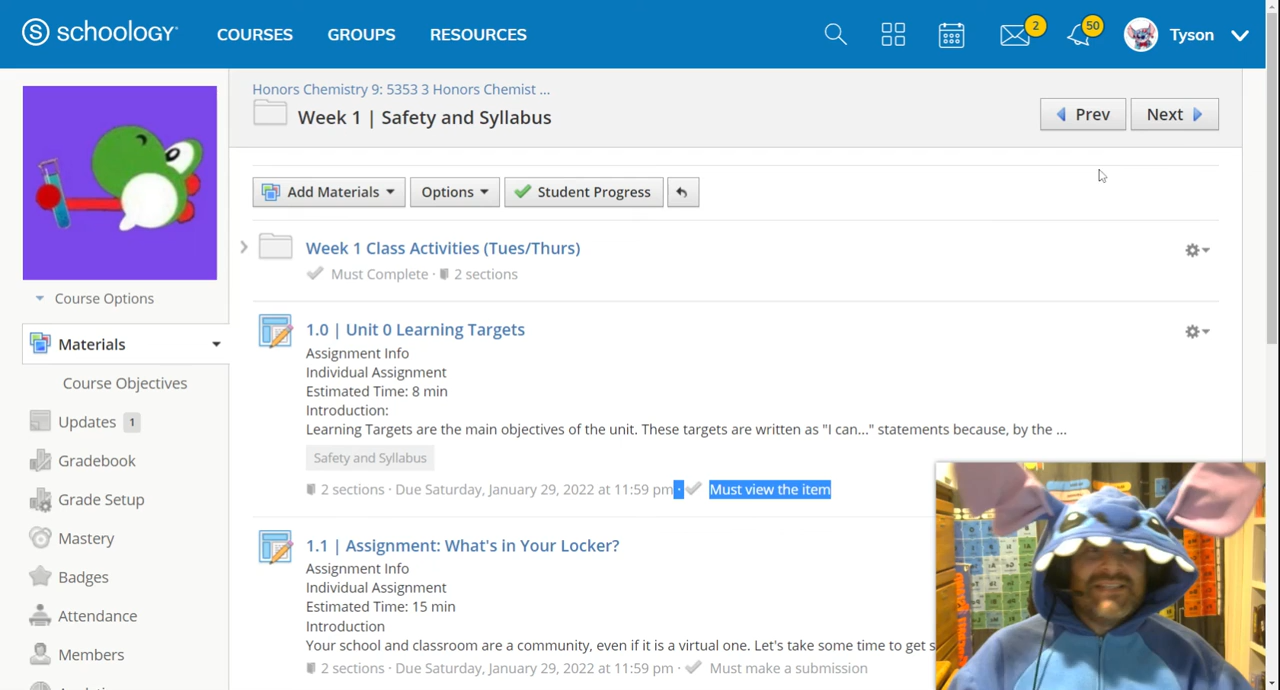 schoology COURSES GROUPS RESOURCES 2 50 Tyson
Honors Chemistry 9: 5353 3 Honors Chemist ...
Week 1 | Safety and Syllabus
Prev Next
Add Materials Options Student Progress
Week 1 Class Activities (Tues/Thurs)
Must Complete · 2 sections
1.0 | Unit 0 Learning Targets
Assignment Info
Individual Assignment
Estimated Time: 8 min
Introduction:
Learning Targets are the main objectives of the unit. These targets are written as "I can..." statements because, by the ...
Safety and Syllabus
2 sections · Due Saturday, January 29, 2022 at 11:59 pm · Must view the item
1.1 | Assignment: What's in Your Locker?
Assignment Info
Individual Assignment
Estimated Time: 15 min
Introduction
Your school and classroom are a community, even if it is a virtual one. Let's take some time to get s
2 sections · Due Saturday, January 29, 2022 at 11:59 pm · Must make a submission
Course Options
Materials
Course Objectives
Updates 1
Gradebook
Grade Setup
Mastery
Badges
Attendance
Members